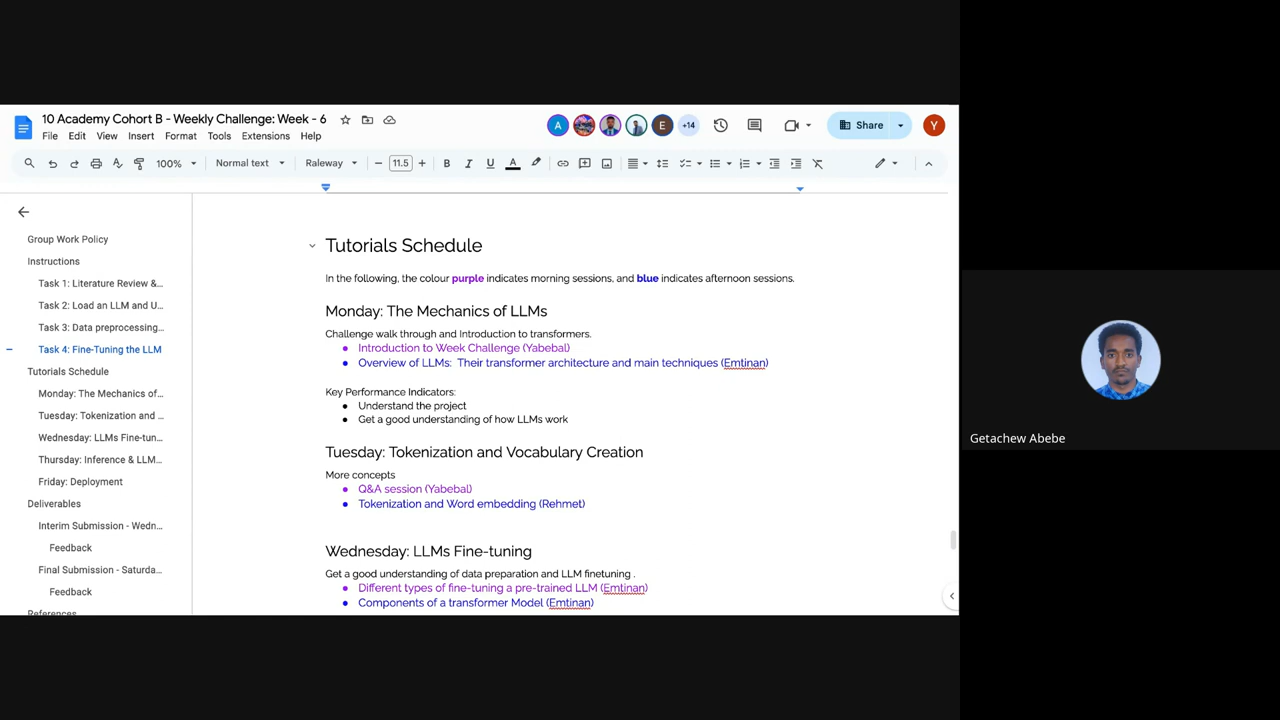 10 Academy Cohort B - Weekly Challenge: Week - 6
File Edit View Insert Format Tools Extensions Help
A
E
+14
Share
Y
100%
Normal text
Raleway
11.5
B I U A
Group Work Policy
Instructions
Task 1: Literature Review &...
Task 2: Load an LLM and U...
Task 3: Data preprocessing...
Task 4: Fine-Tuning the LLM
Tutorials Schedule
Monday: The Mechanics of...
Tuesday: Tokenization and ...
Wednesday: LLMs Fine-tun...
Thursday: Inference & LLM...
Friday: Deployment
Deliverables
Interim Submission - Wedn...
Feedback
Final Submission - Saturda...
Feedback
References
Tutorials Schedule
In the following, the colour purple indicates morning sessions, and blue indicates afternoon sessions.
Monday: The Mechanics of LLMs
Challenge walk through and Introduction to transformers.
● Introduction to Week Challenge (Yabebal)
● Overview of LLMs: Their transformer architecture and main techniques (Emtinan)
Key Performance Indicators:
● Understand the project
● Get a good understanding of how LLMs work
Tuesday: Tokenization and Vocabulary Creation
More concepts
● Q&A session (Yabebal)
● Tokenization and Word embedding (Rehmet)
Wednesday: LLMs Fine-tuning
Get a good understanding of data preparation and LLM finetuning .
● Different types of fine-tuning a pre-trained LLM (Emtinan)
● Components of a transformer Model (Emtinan)
Getachew Abebe